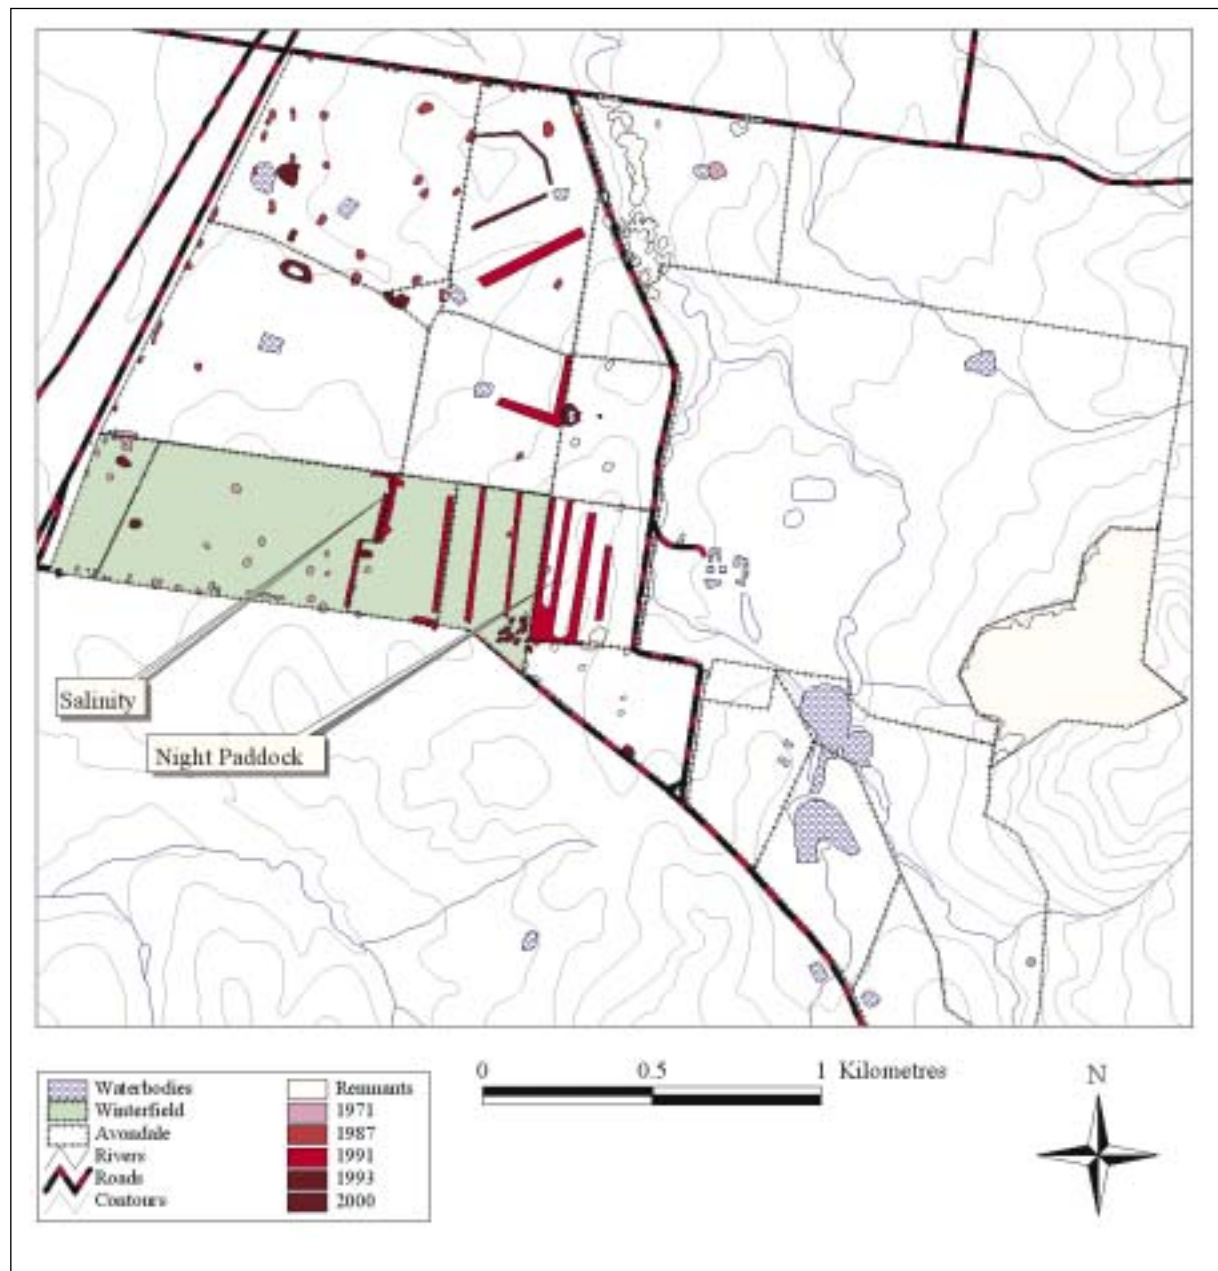 Salinity
Night Paddock
0 0.5 1 Kilometres
N
Waterbodies
Winterfield
Avondale
Rivers
Roads
Contours
Remnants
1971
1987
1991
1993
2000